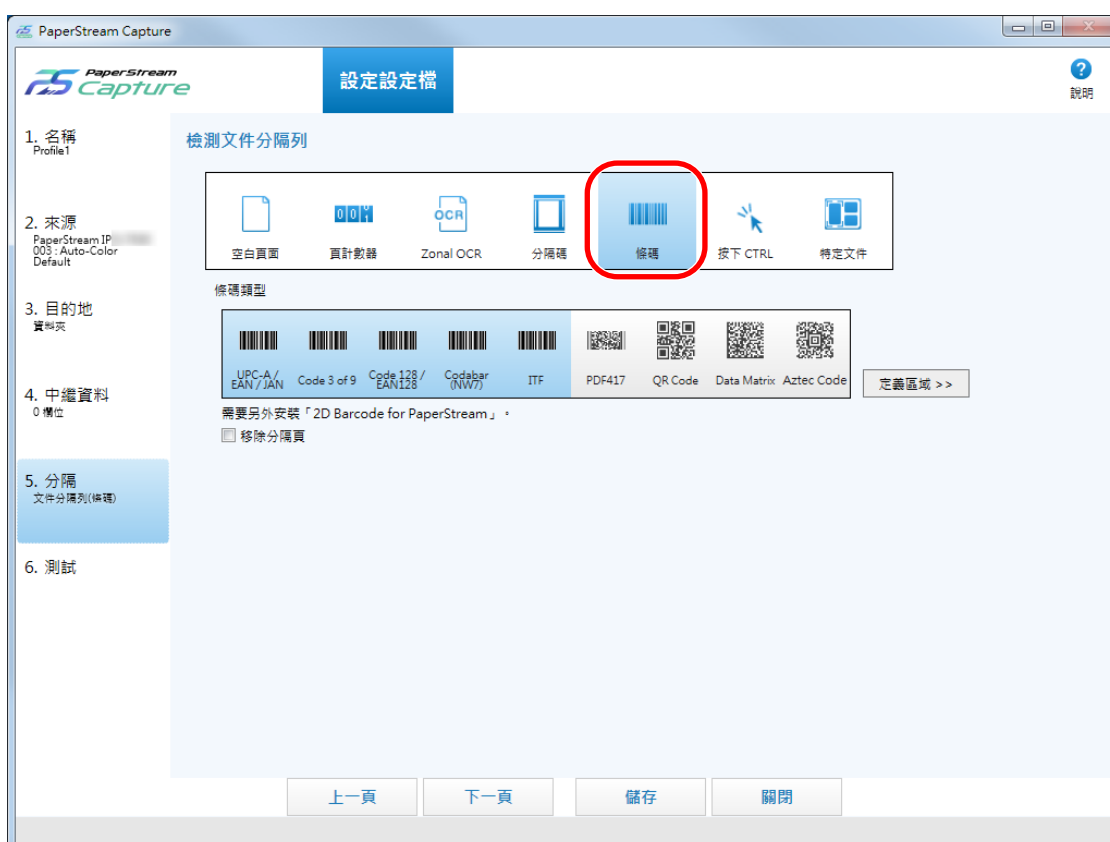 PaperStream Capture
PaperStream
Capture
設定設定檔
?
說明
1. 名稱
Profile1
2. 來源
PaperStream IP
003 : Auto-Color
Default
3. 目的地
資料夾
4. 中繼資料
0 欄位
5. 分隔
文件分隔列(條碼)
6. 測試
檢測文件分隔列
001
OCR
空白頁面 頁計數器 Zonal OCR 分隔碼 條碼 按下 CTRL 特定文件
條碼類型
UPC-A /
EAN / JAN
Code 3 of 9
Code 128 /
EAN128
Codabar
(NW7)
ITF
PDF417
QR Code
Data Matrix
Aztec Code
定義區域 >>
需要另外安裝「2D Barcode for PaperStream」。
移除分隔頁
上一頁 下一頁 儲存 關閉